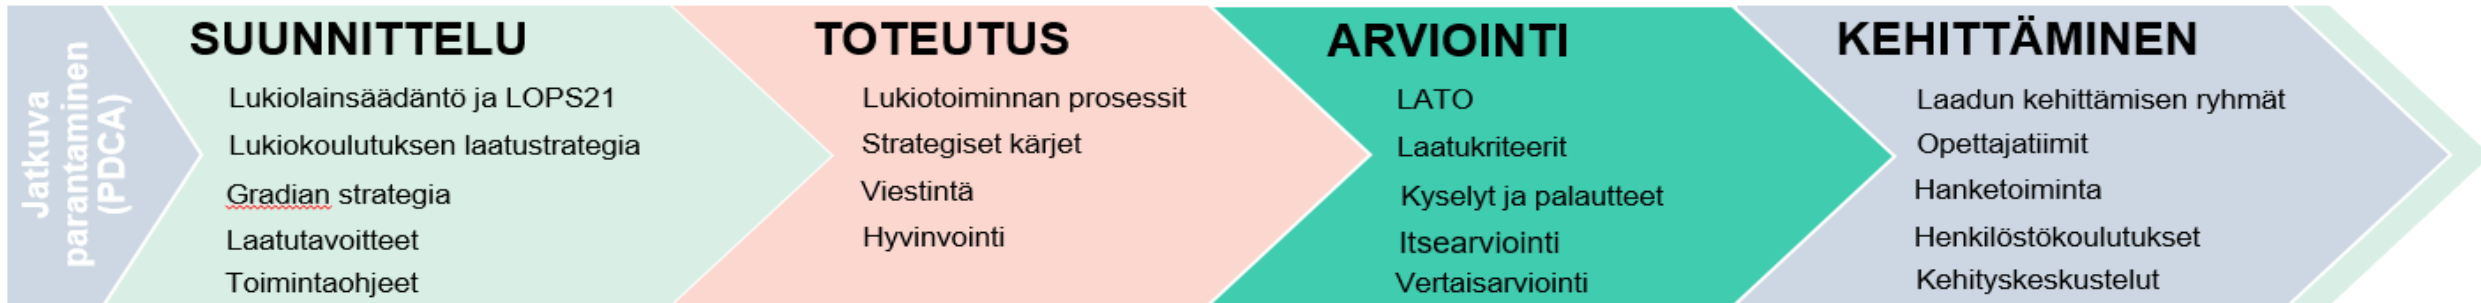 Jatkuva
parantaminen
(PDCA)
SUUNNITTELU
Lukiolainsäädäntö ja LOPS21
Lukiokoulutuksen laatustrategia
Gradian strategia
Laatutavoitteet
Toimintaohjeet
TOTEUTUS
Lukiotoiminnan prosessit
Strategiset kärjet
Viestintä
Hyvinvointi
ARVIOINTI
LATO
Laatukriteerit
Kyselyt ja palautteet
Itsearviointi
Vertaisarviointi
KEHITTÄMINEN
Laadun kehittämisen ryhmät
Opettajatiimit
Hanketoiminta
Henkilöstökoulutukset
Kehityskeskustelut